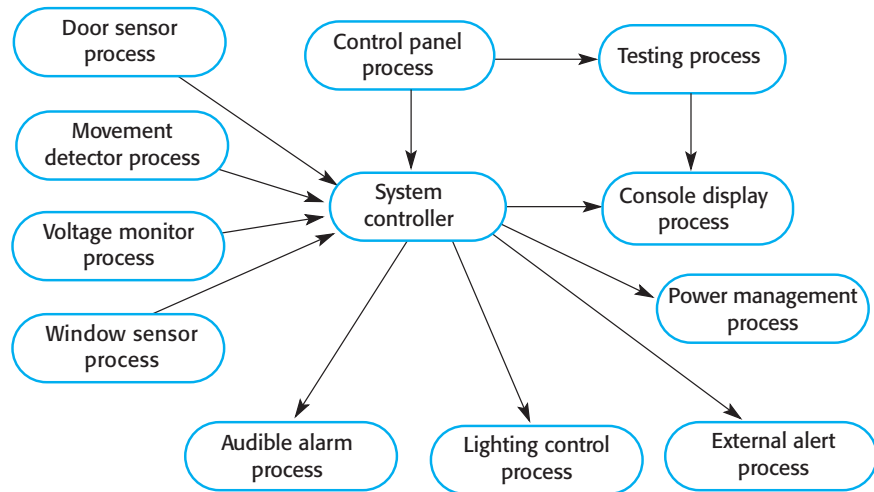 Door sensor
process
Control panel
process
Testing process
Movement
detector process
System
controller
Console display
process
Voltage monitor
process
Power management
process
Window sensor
process
Audible alarm
process
Lighting control
process
External alert
process